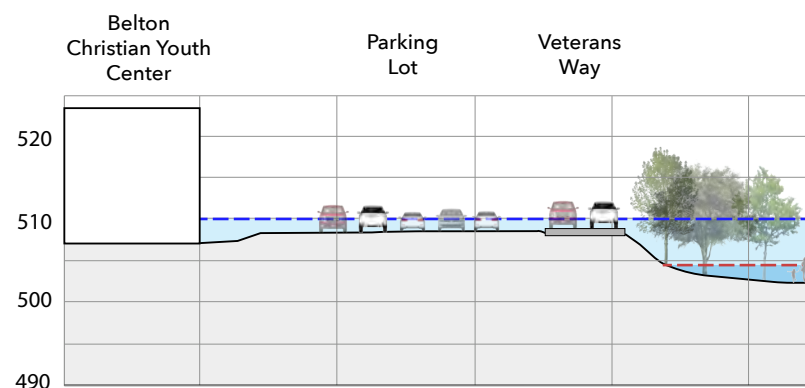 Belton
Christian Youth
Center
Parking
Lot
Veterans
Way
520
510
500
490